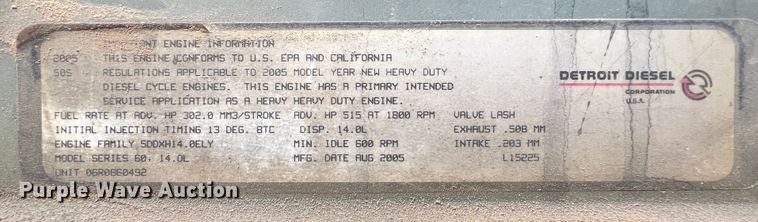 ANT ENGINE INFORMATION
2005 THIS ENGINE CONFORMS TO U.S. EPA AND CALIFORNIA
505 REGULATIONS APPLICABLE TO 2005 MODEL YEAR NEW HEAVY DUTY
DIESEL CYCLE ENGINES. THIS ENGINE HAS A PRIMARY INTENDED
SERVICE APPLICATION AS A HEAVY HEAVY DUTY ENGINE.
FUEL RATE AT ADV. HP 302.0 MM3/STROKE ADV. HP 515 AT 1800 RPM VALVE LASH
INITIAL INJECTION TIMING 13 DEG. BTC DISP. 14.0L EXHAUST .508 MM
ENGINE FAMILY 5DDXH14.0ELY MIN. IDLE 600 RPM INTAKE .203 MM
MODEL SERIES 60, 14.0L MFG. DATE AUG 2005 L15225
UNIT 06R0860492
DETROIT DIESEL
CORPORATION
U.S.A.
Purple Wave Auction